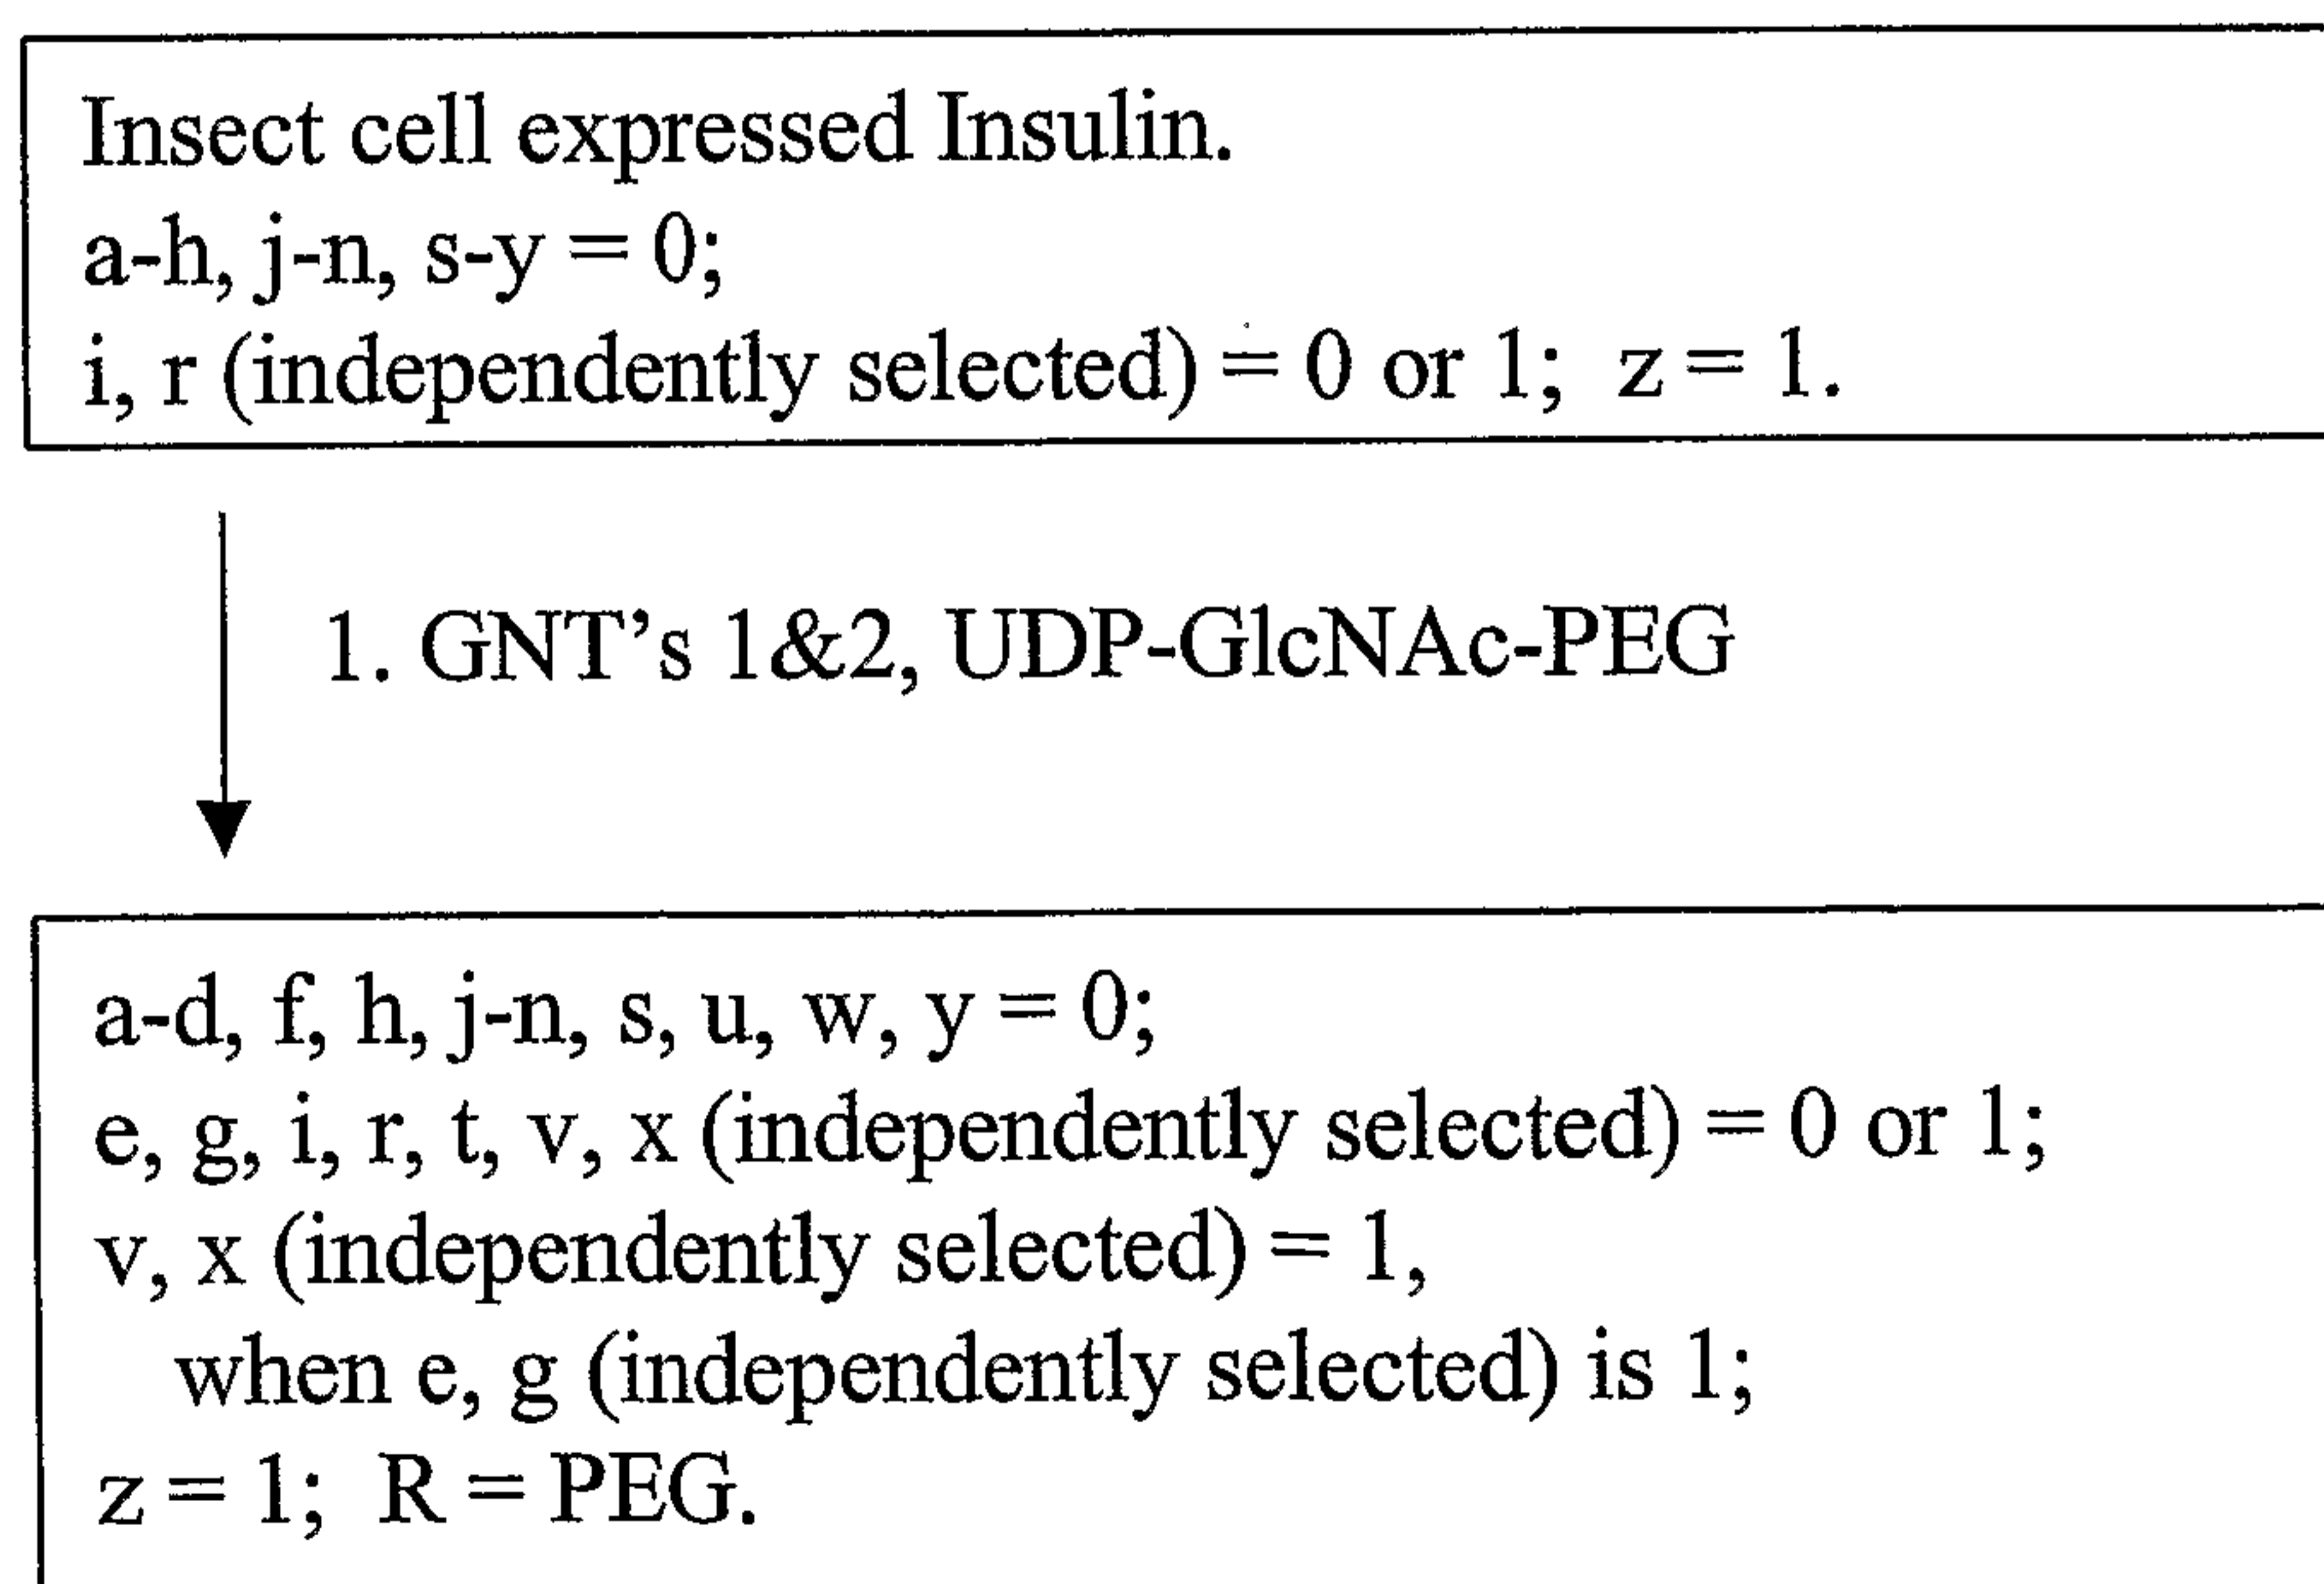 Insect cell expressed Insulin.
a-h, j-n, s-y = 0;
i, r (independently selected) = 0 or 1; z = 1.
1. GNT’s 1&2, UDP-GlcNAc-PEG
a-d, f, h, j-n, s, u, w, y = 0;
e, g, i, r, t, v, x (independently selected) = 0 or 1;
v, x (independently selected) = 1,
when e, g (independently selected) is 1;
z = 1; R = PEG.